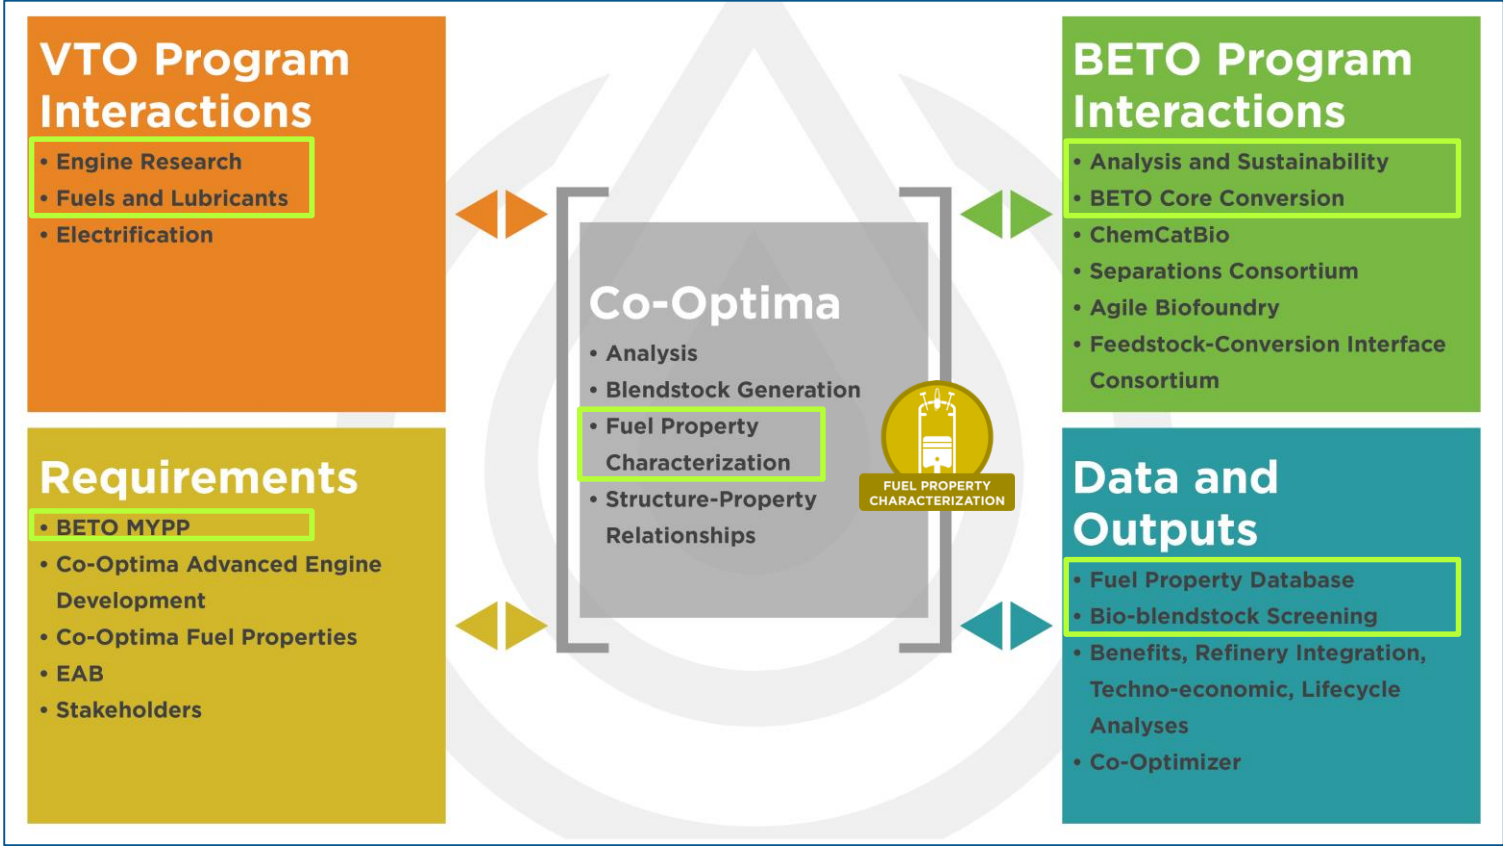 VTO Program
Interactions
• Engine Research
• Fuels and Lubricants
• Electrification
Requirements
• BETO MYPP
• Co-Optima Advanced Engine
Development
• Co-Optima Fuel Properties
• EAB
• Stakeholders
Co-Optima
• Analysis
• Blendstock Generation
• Fuel Property
Characterization
• Structure-Property
Relationships
FUEL PROPERTY
CHARACTERIZATION
BETO Program
Interactions
• Analysis and Sustainability
• BETO Core Conversion
• ChemCatBio
• Separations Consortium
• Agile Biofoundry
• Feedstock-Conversion Interface
Consortium
Data and
Outputs
• Fuel Property Database
• Bio-blendstock Screening
• Benefits, Refinery Integration,
Techno-economic, Lifecycle
Analyses
• Co-Optimizer